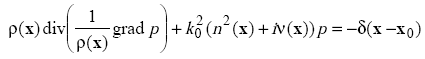 ρ(x) div(1/ρ(x) grad p) + k₀²(n²(x) + iν(x)) p = −δ(x − x₀)